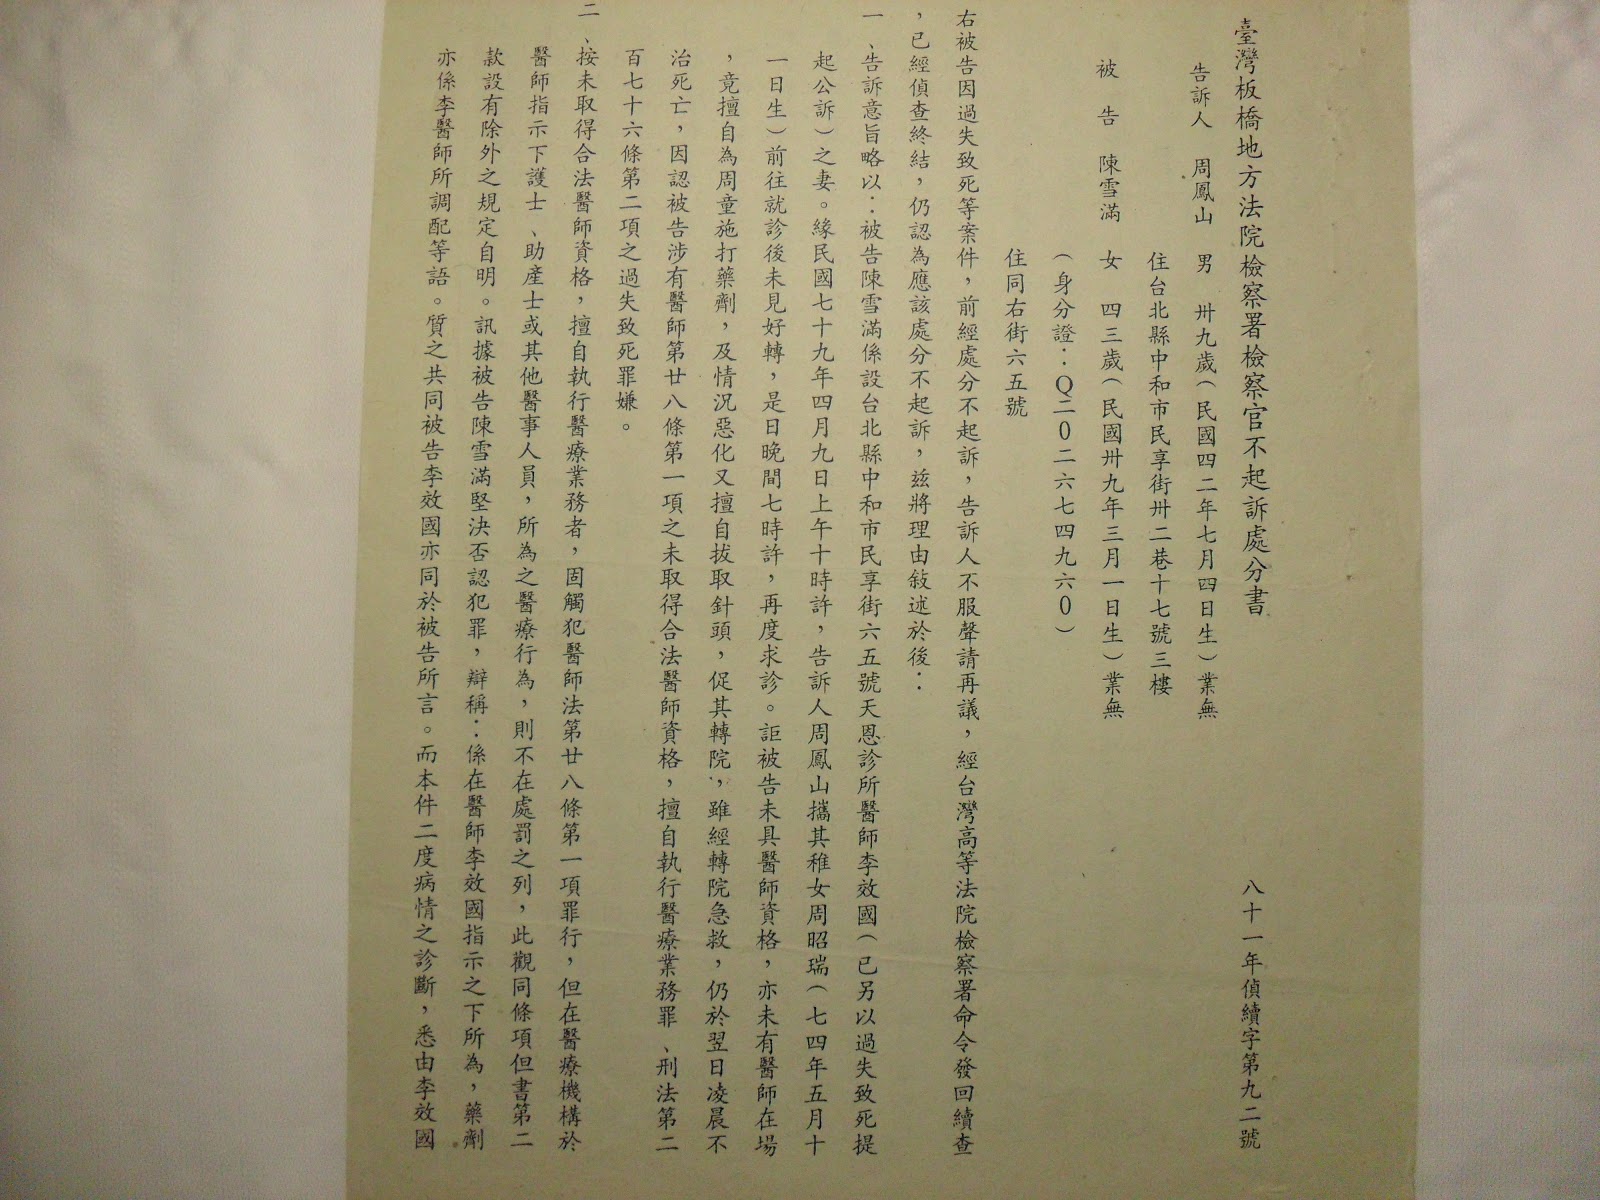 臺灣板橋地方法院檢察署檢察官不起訴處分書 八十一年偵續字第九二號
告訴人 周鳳山 男 卅九歲(民國四二年七月四日生)業無
住台北縣中和市民享街卅二巷十七號三樓
被告 陳雪滿 女 四三歲(民國卅九年三月一日生)業無
(身分證:Q二0二六七四九六0)
住同右街六五號
右被告因過失致死等案件,前經處分不起訴,告訴人不服聲請再議,經台灣高等法院檢察署命令發回續查
,已經偵查終結,仍認為應該處分不起訴,茲將理由敍述於後:
一、告訴意旨略以:被告陳雪滿係設台北縣中和市民享街六五號天恩診所醫師李效國(已另以過失致死提
起公訴)之妻。緣民國七十九年四月九日上午十時許,告訴人周鳳山攜其稚女周昭瑞(七四年五月十
一日生)前往就診後未見好轉,是日晚間七時許,再度求診。詎被告未具醫師資格,亦未有醫師在場
,竟擅自為周童施打藥劑,及情況惡化又擅自拔取針頭,促其轉院,雖經轉院急救,仍於翌日凌晨不
治死亡,因認被告涉有醫師第廿八條第一項之未取得合法醫師資格,擅自執行醫療業務罪、刑法第二
百七十六條第二項之過失致死罪嫌。
二、按未取得合法醫師資格,擅自執行醫療業務者,固觸犯醫師法第廿八條第一項罪行,但在醫療機構於
醫師指示下護士、助產士或其他醫事人員,所為之醫療行為,則不在處罰之列,此觀同條項但書第二
款設有除外之規定自明。訊據被告陳雪滿堅決否認犯罪,辯稱:係在醫師李效國指示之下所為,藥劑
亦係李醫師所調配等語。質之共同被告李效國亦同於被告所言。而本件二度病情之診斷,悉由李效國